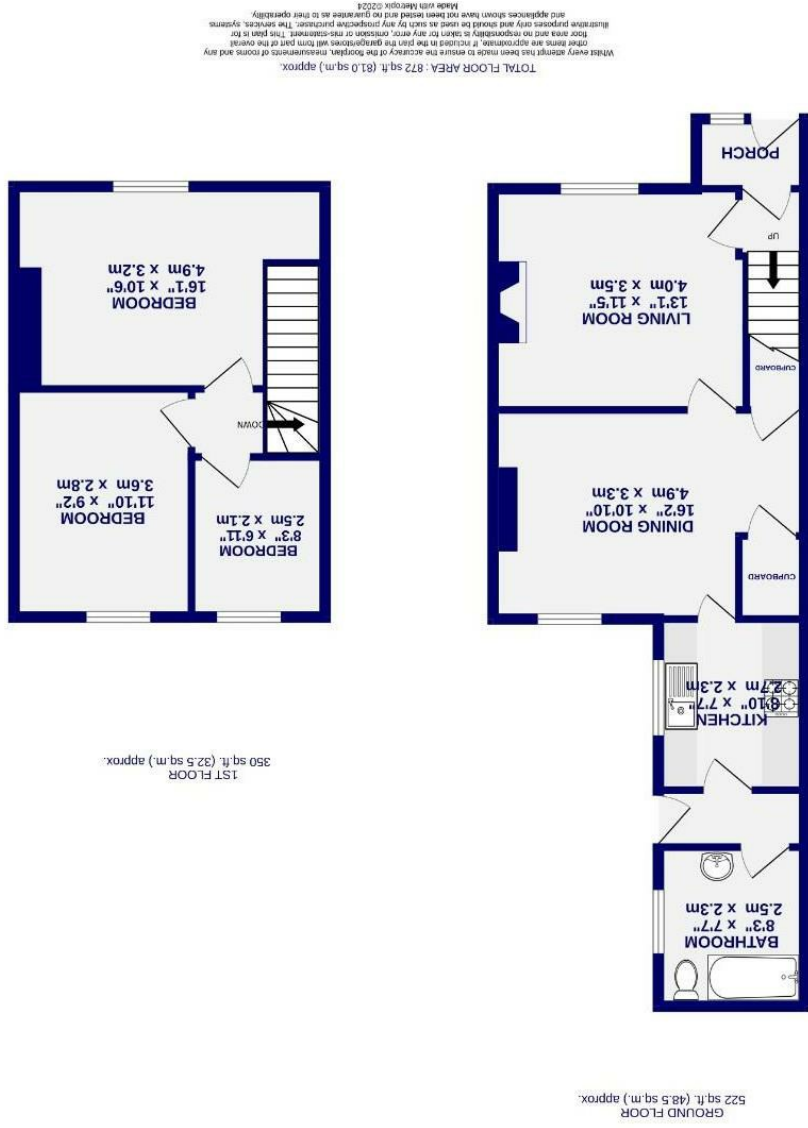 GROUND FLOOR
522 sq.ft. (48.5 sq.m.) approx.
BATHROOM
8'3" x 7'7"
2.5m x 2.3m
KITCHEN
8'10" x 7'7"
2.7m x 2.3m
CUPBOARD
DINING ROOM
16'2" x 10'10"
4.9m x 3.3m
CUPBOARD
LIVING ROOM
13'1" x 11'5"
4.0m x 3.5m
UP
PORCH
1ST FLOOR
350 sq.ft. (32.5 sq.m.) approx.
BEDROOM
8'3" x 6'11"
2.5m x 2.1m
BEDROOM
11'10" x 9'2"
3.6m x 2.8m
DOWN
BEDROOM
16'1" x 10'6"
4.9m x 3.2m
TOTAL FLOOR AREA : 872 sq.ft. (81.0 sq.m.) approx.
Whilst every attempt has been made to ensure the accuracy of the floorplan, measurements of rooms and any
other items are approximate. If included in the plan the garage/stores will form part of the overall
floor area and no responsibility is taken for any error, omission or mis-statement. This plan is for
illustrative purposes only and should be used as such by any prospective purchaser. The services, systems
and appliances shown have not been tested and no guarantee as to their operability.
Made with Metropix ©2024